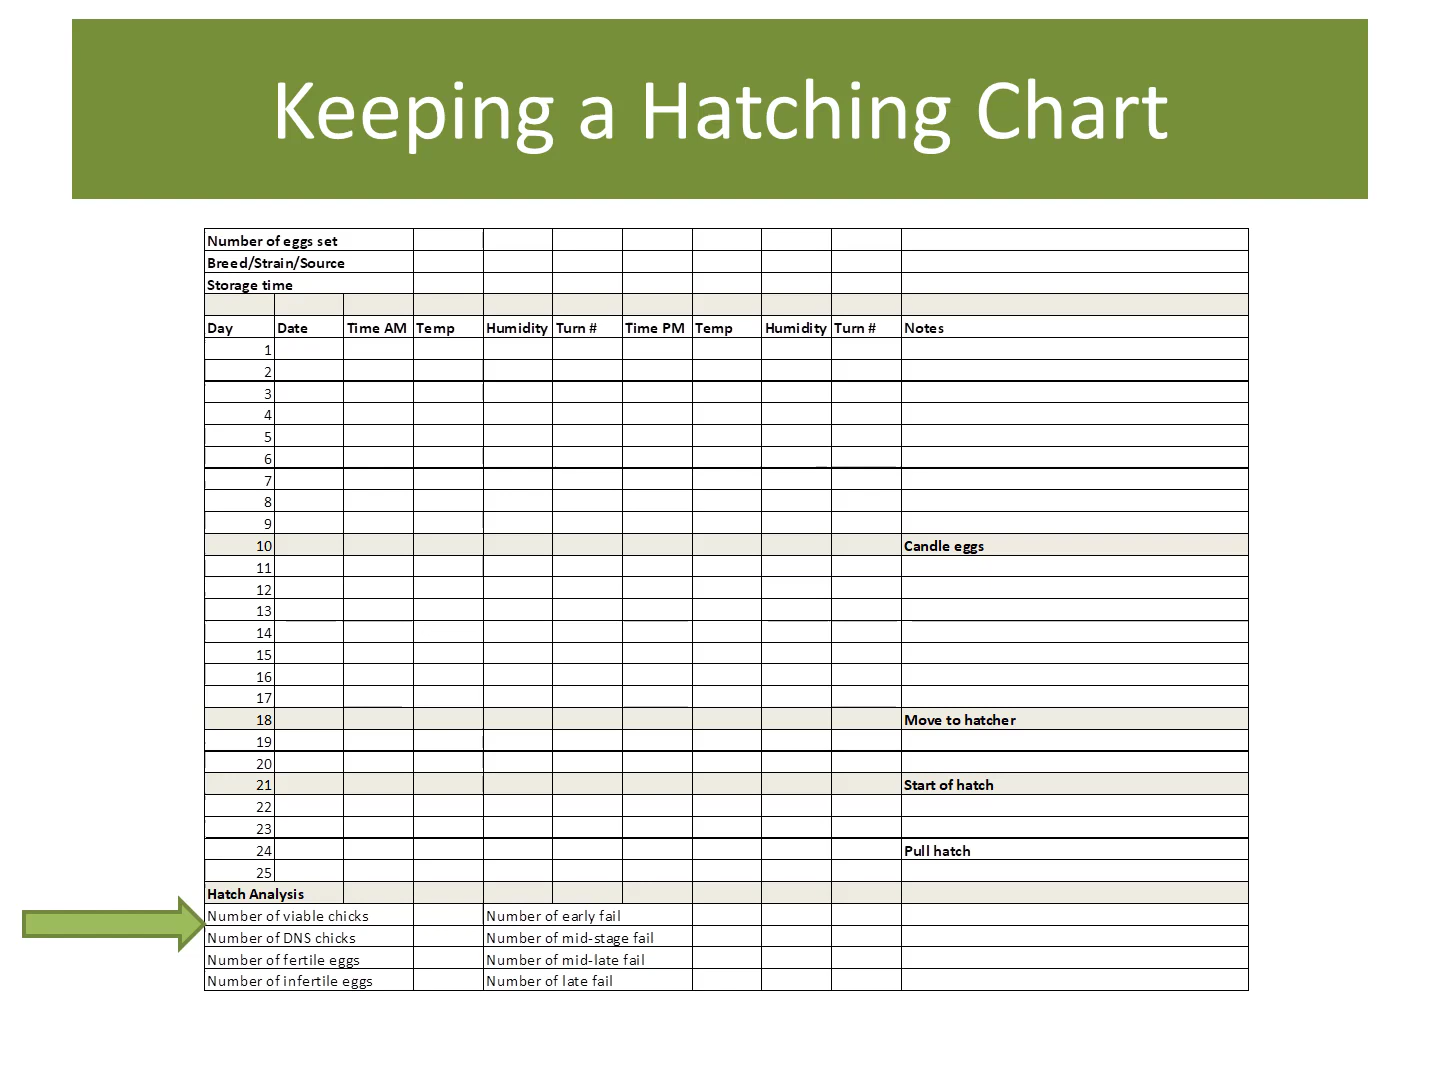 Keeping a Hatching Chart
Number of eggs set
Breed/Strain/Source
Storage time
Day Date Time AM Temp Humidity Turn # Time PM Temp Humidity Turn # Notes
1
2
3
4
5
6
7
8
9
10 Candle eggs
11
12
13
14
15
16
17
18 Move to hatcher
19
20
21 Start of hatch
22
23
24 Pull hatch
25
Hatch Analysis
Number of viable chicks Number of early fail
Number of DNS chicks Number of mid-stage fail
Number of fertile eggs Number of mid-late fail
Number of infertile eggs Number of late fail